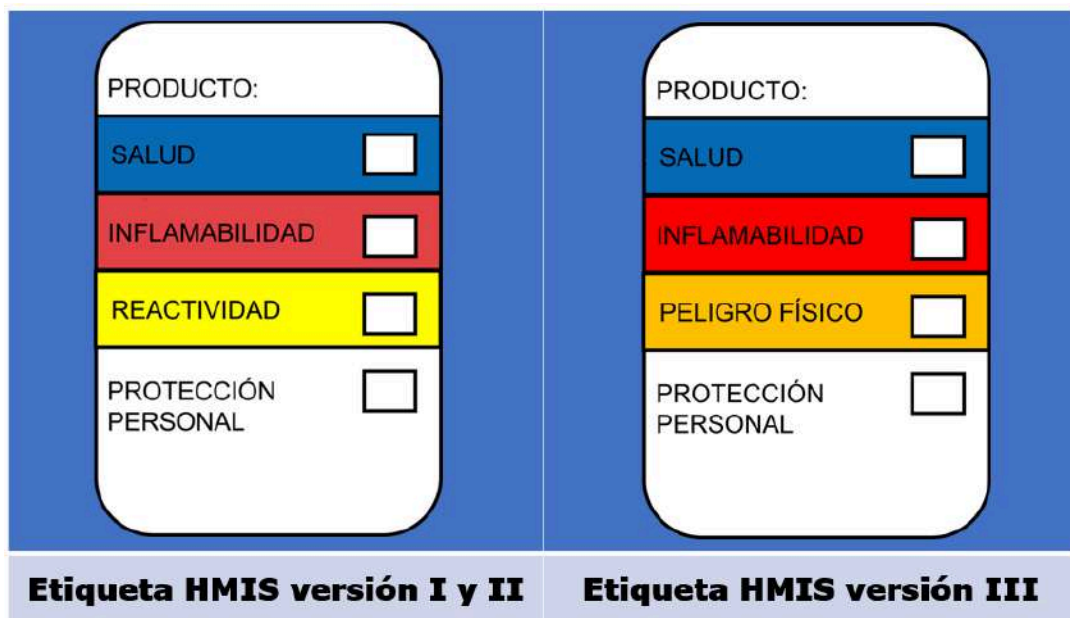 PRODUCTO:
SALUD
INFLAMABILIDAD
REACTIVIDAD
PROTECCIÓN
PERSONAL
Etiqueta HMIS versión I y II
PRODUCTO:
SALUD
INFLAMABILIDAD
PELIGRO FÍSICO
PROTECCIÓN
PERSONAL
Etiqueta HMIS versión III